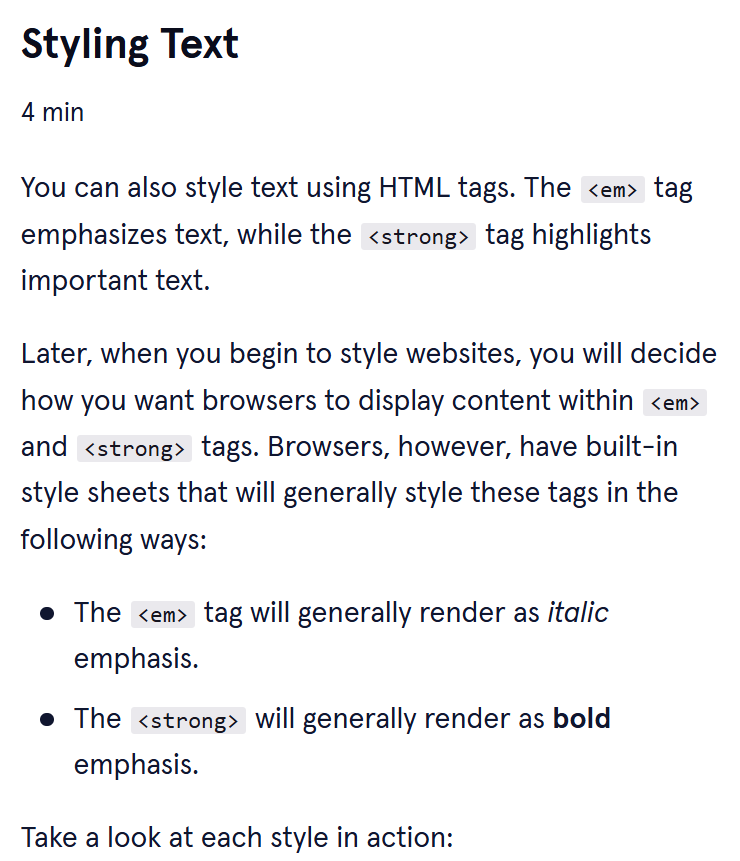 Styling Text
4 min
You can also style text using HTML tags. The <em> tag
emphasizes text, while the <strong> tag highlights
important text.
Later, when you begin to style websites, you will decide
how you want browsers to display content within <em>
and <strong> tags. Browsers, however, have built-in
style sheets that will generally style these tags in the
following ways:
The <em> tag will generally render as italic
emphasis.
The <strong> will generally render as bold
emphasis.
Take a look at each style in action: